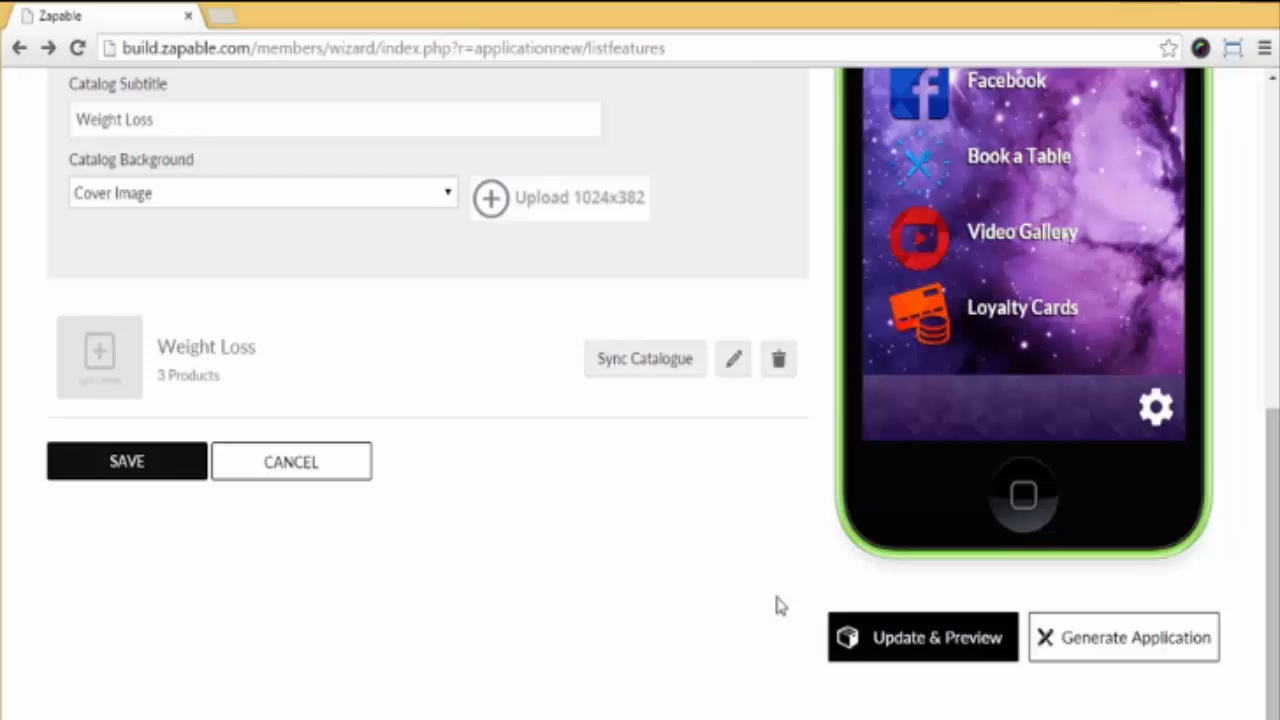 Zapable
build.zapable.com/members/wizard/index.php?r=applicationnew/listfeatures
Catalog Subtitle
Weight Loss
Catalog Background
Cover Image
Upload 1024x382
Weight Loss
3 Products
Sync Catalogue
SAVE
CANCEL
Facebook
Book a Table
Video Gallery
Loyalty Cards
Update & Preview
Generate Application